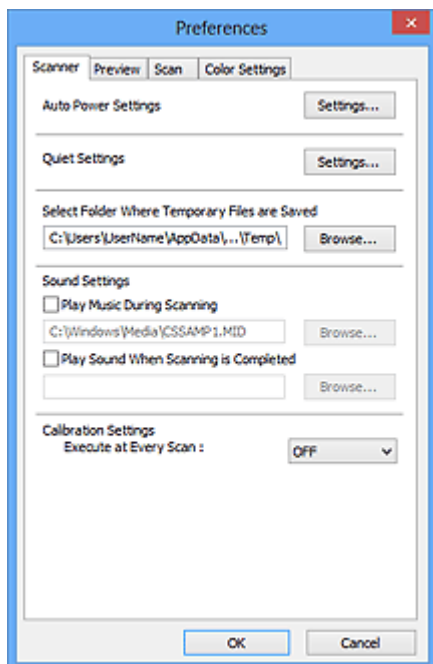 Preferences
Scanner Preview Scan Color Settings
Auto Power Settings Settings...
Quiet Settings Settings...
Select Folder Where Temporary Files are Saved
C:\Users\UserName\AppData\,...\Temp\ Browse...
Sound Settings
Play Music During Scanning
C:\Windows\Media\CSSAMP1.MID Browse...
Play Sound When Scanning is Completed
Browse...
Calibration Settings
Execute at Every Scan : OFF
OK Cancel